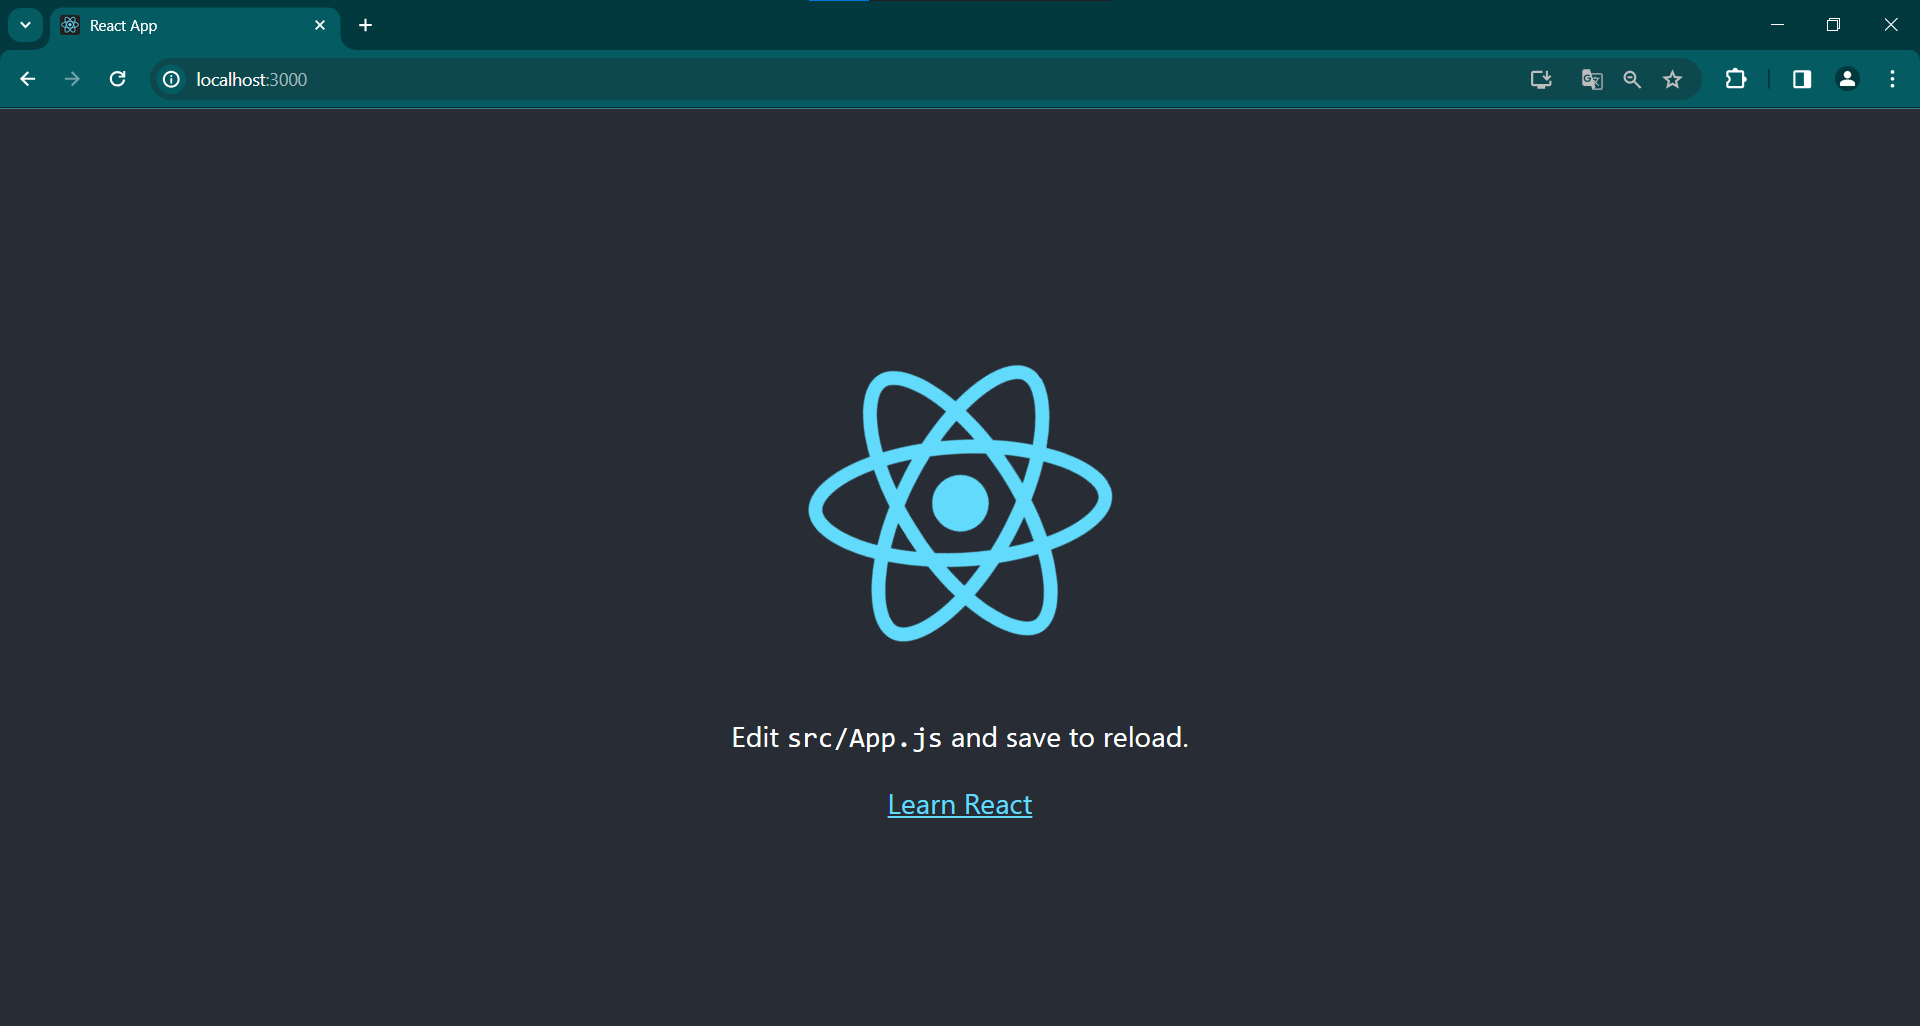 React App
localhost:3000
Edit src/App.js and save to reload.
Learn React